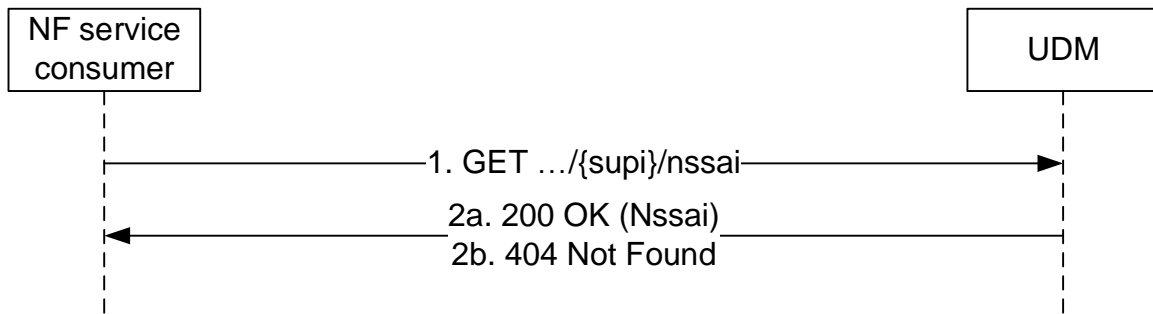 NF service
consumer
UDM
1. GET …/{supi}/nssai
2a. 200 OK (Nssai)
2b. 404 Not Found